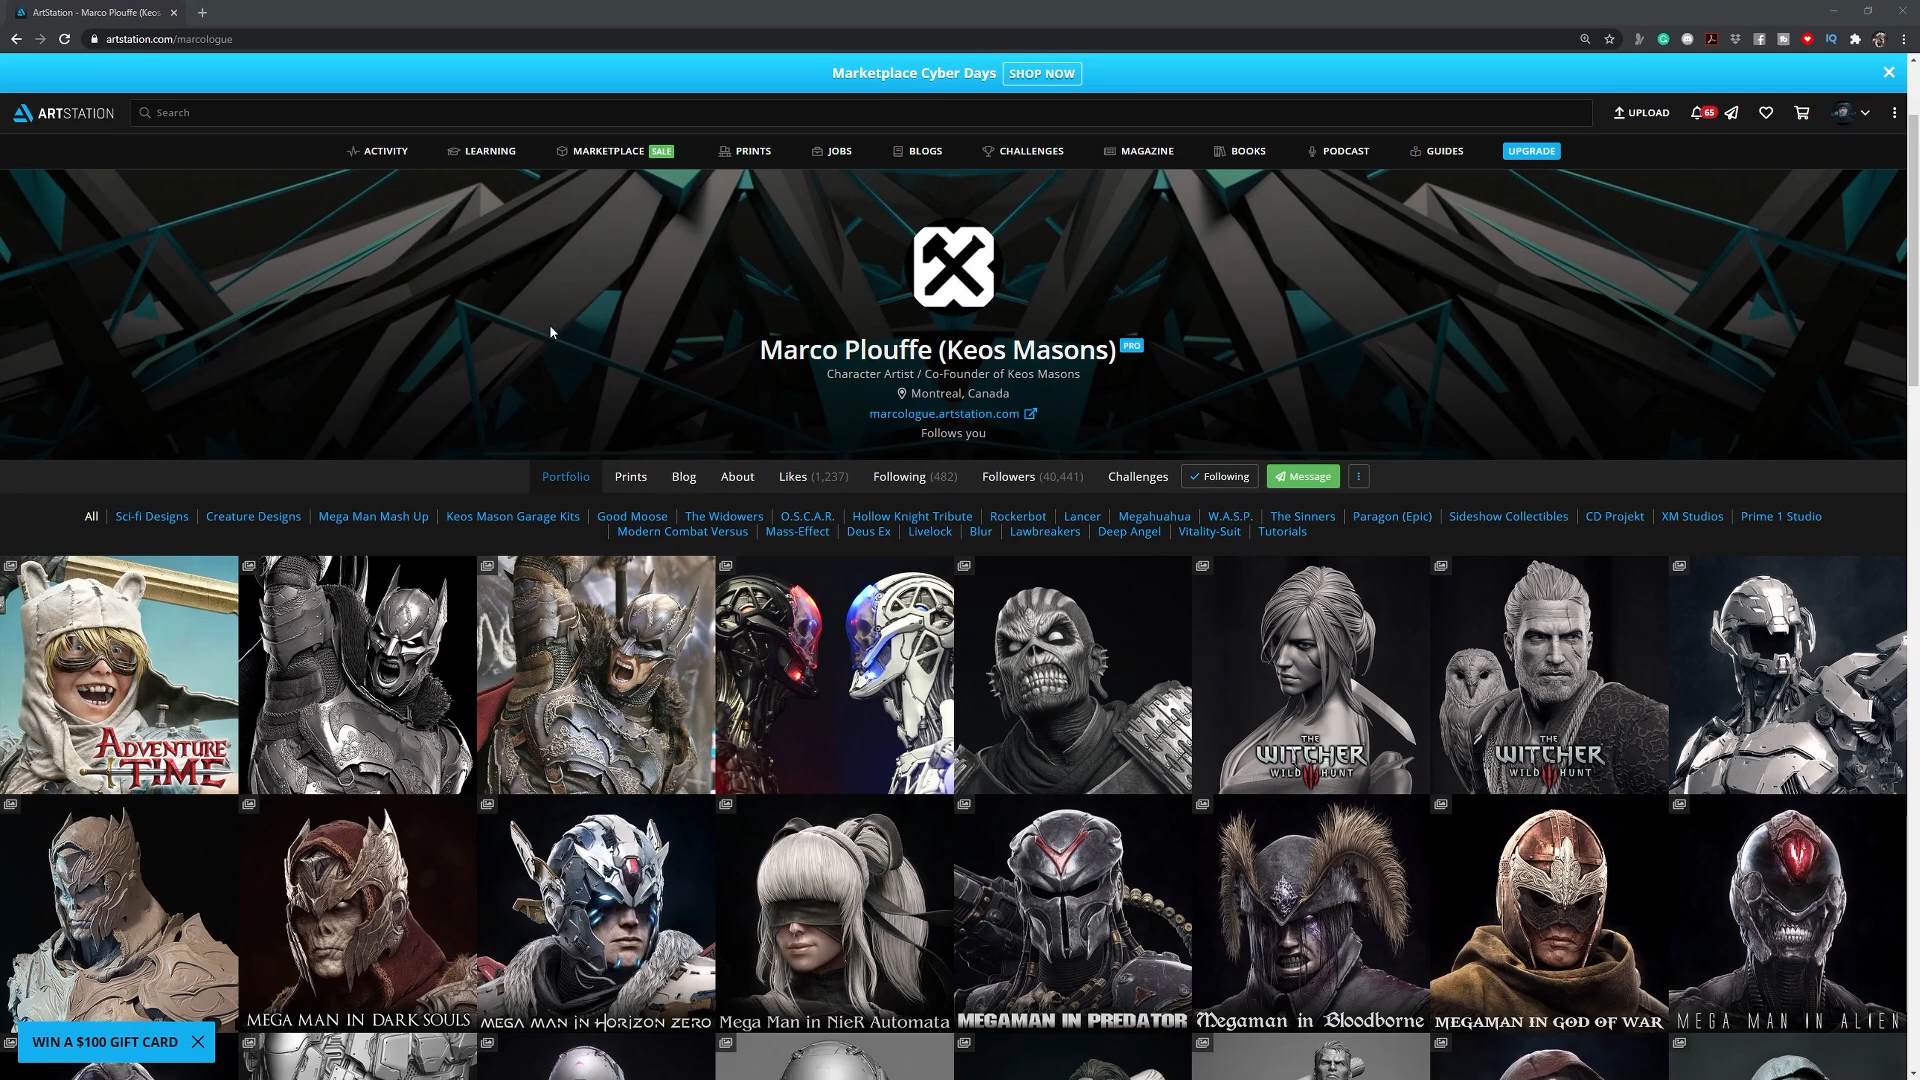 ArtStation - Marco Plouffe (Keos
artstation.com/marcologue
IQ
Marketplace Cyber Days SHOP NOW
ARTSTATION Search UPLOAD 65
ACTIVITY LEARNING MARKETPLACE SALE PRINTS JOBS BLOGS CHALLENGES MAGAZINE BOOKS PODCAST GUIDES UPGRADE
Marco Plouffe (Keos Masons) PRO
Character Artist / Co-Founder of Keos Masons
Montreal, Canada
marcologue.artstation.com
Follows you
Portfolio Prints Blog About Likes (1,237) Following (482) Followers (40,441) Challenges Following Message
All Sci-fi Designs Creature Designs Mega Man Mash Up Keos Mason Garage Kits Good Moose The Widowers O.S.C.A.R. Hollow Knight Tribute Rockerbot Lancer Megahuahua W.A.S.P. The Sinners Paragon (Epic) Sideshow Collectibles CD Projekt XM Studios Prime 1 Studio
Modern Combat Versus Mass-Effect Deus Ex Livelock Blur Lawbreakers Deep Angel Vitality-Suit Tutorials
ADVENTURE TIME
THE WITCHER WILD HUNT
THE WITCHER WILD HUNT
MEGA MAN IN DARK SOULS
MEGA MAN IN HORIZON ZERO
Mega Man in NieR Automata
MEGAMAN IN PREDATOR
Megaman in Bloodborne
MEGAMAN IN GOD OF WAR
MEGA MAN IN ALIEN
WIN A $100 GIFT CARD